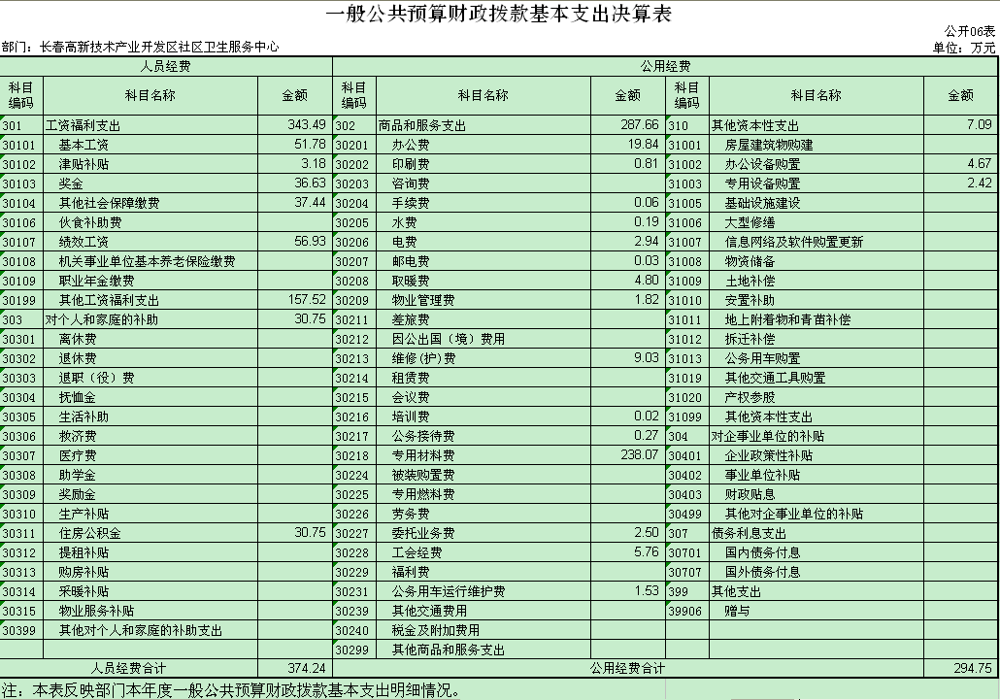 一般公共预算财政拨款基本支出决算表
公开06表
部门：长春高新技术产业开发区社区卫生服务中心 单位：万元
人员经费 公用经费
科目编码 科目名称 金额 科目编码 科目名称 金额 科目编码 科目名称 金额
301 工资福利支出 343.49 302 商品和服务支出 287.66 310 其他资本性支出 7.09
30101 基本工资 51.78 30201 办公费 19.84 31001 房屋建筑物购建
30102 津贴补贴 3.18 30202 印刷费 0.81 31002 办公设备购置 4.67
30103 奖金 36.63 30203 咨询费 31003 专用设备购置 2.42
30104 其他社会保障缴费 37.44 30204 手续费 0.06 31005 基础设施建设
30106 伙食补助费 30205 水费 0.19 31006 大型修缮
30107 绩效工资 56.93 30206 电费 2.94 31007 信息网络及软件购置更新
30108 机关事业单位基本养老保险缴费 30207 邮电费 0.03 31008 物资储备
30109 职业年金缴费 30208 取暖费 4.80 31009 土地补偿
30199 其他工资福利支出 157.52 30209 物业管理费 1.82 31010 安置补助
303 对个人和家庭的补助 30.75 30211 差旅费 31011 地上附着物和青苗补偿
30301 离休费 30212 因公出国（境）费用 31012 拆迁补偿
30302 退休费 30213 维修(护)费 9.03 31013 公务用车购置
30303 退职（役）费 30214 租赁费 31019 其他交通工具购置
30304 抚恤金 30215 会议费 31020 产权参股
30305 生活补助 30216 培训费 0.02 31099 其他资本性支出
30306 救济费 30217 公务接待费 0.27 304 对企事业单位的补贴
30307 医疗费 30218 专用材料费 238.07 30401 企业政策性补贴
30308 助学金 30224 被装购置费 30402 事业单位补贴
30309 奖励金 30225 专用燃料费 30403 财政贴息
30310 生产补贴 30226 劳务费 30499 其他对企事业单位的补贴
30311 住房公积金 30.75 30227 委托业务费 2.50 307 债务利息支出
30312 提租补贴 30228 工会经费 5.76 30701 国内债务付息
30313 购房补贴 30229 福利费 30707 国外债务付息
30314 采暖补贴 30231 公务用车运行维护费 1.53 399 其他支出
30315 物业服务补贴 30239 其他交通费用 39906 赠与
30399 其他对个人和家庭的补助支出 30240 税金及附加费用
30299 其他商品和服务支出
人员经费合计 374.24 公用经费合计 294.75
注：本表反映部门本年度一般公共预算财政拨款基本支出明细情况。